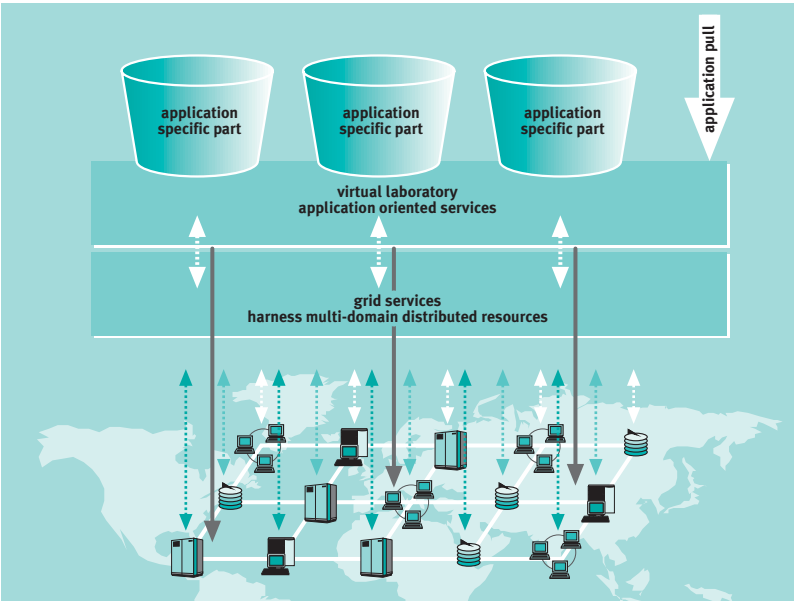 application
specific part
application
specific part
application
specific part
application pull
virtual laboratory
application oriented services
grid services
harness multi-domain distributed resources